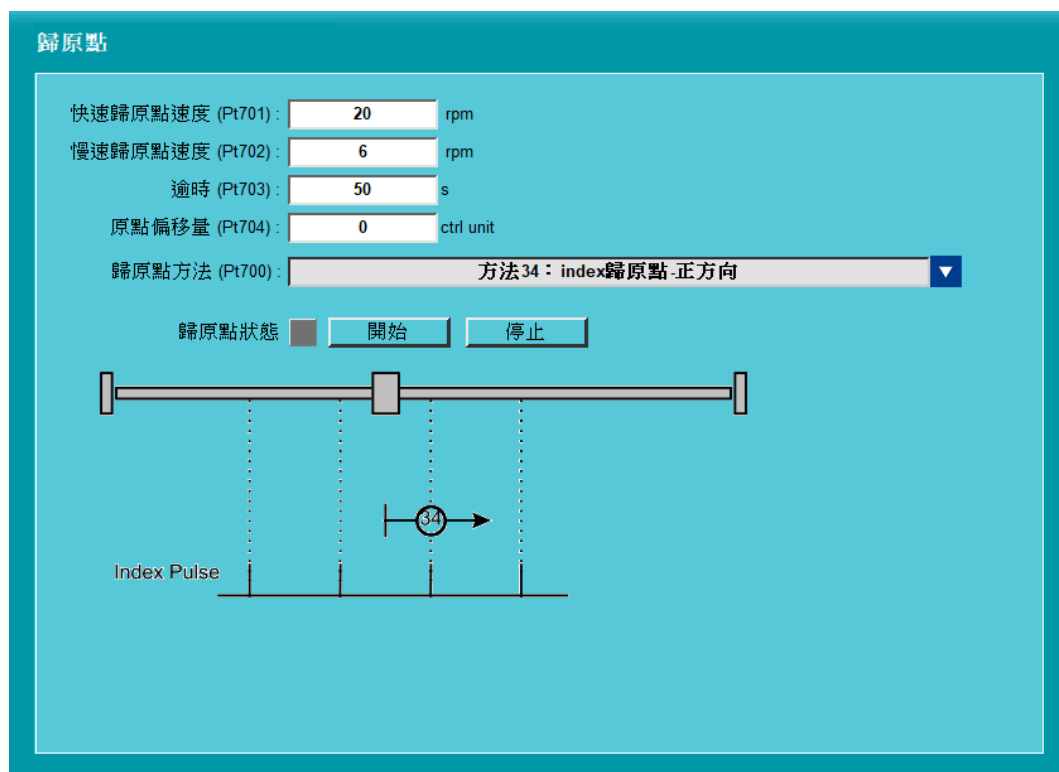 歸原點
快速歸原點速度 (Pt701) : 20 rpm
慢速歸原點速度 (Pt702) : 6 rpm
逾時 (Pt703) : 50 s
原點偏移量 (Pt704) : 0 ctrl unit
歸原點方法 (Pt700) : 方法34：index歸原點-正方向
歸原點狀態 開始 停止
34
Index Pulse